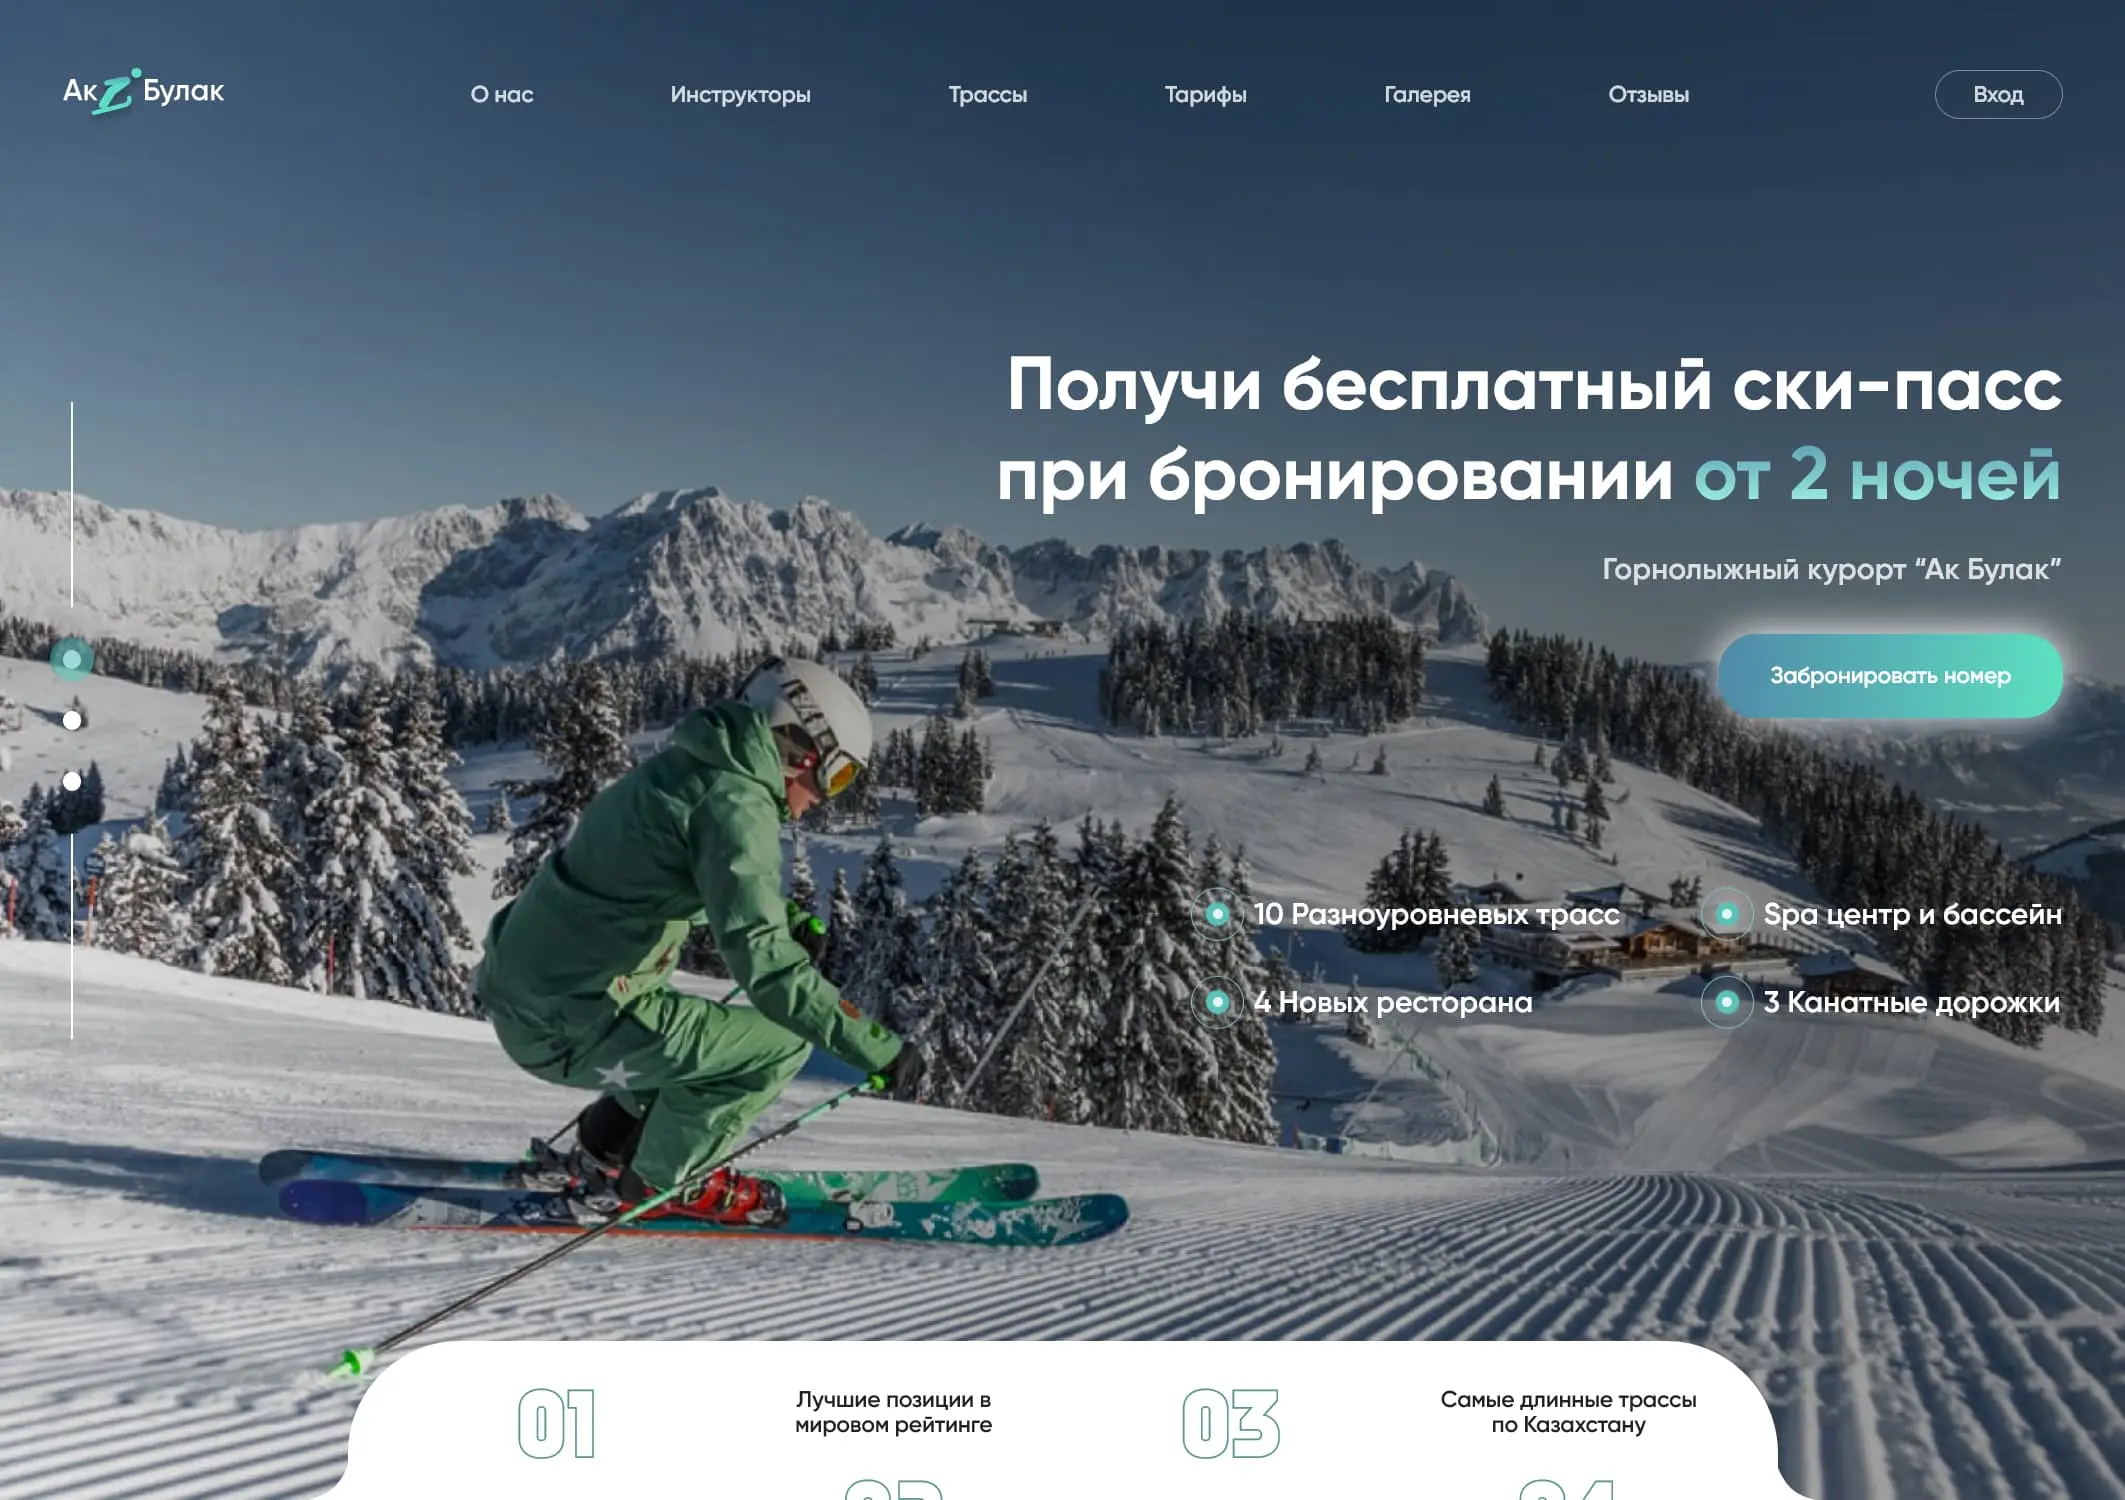 Ак Булак
О нас
Инструкторы
Трассы
Тарифы
Галерея
Отзывы
Вход
Получи бесплатный ски-пасс
при бронировании от 2 ночей
Горнолыжный курорт “Ак Булак”
Забронировать номер
10 Разноуровневых трасс
Spa центр и бассейн
4 Новых ресторана
3 Канатные дорожки
01
Лучшие позиции в
мировом рейтинге
03
Самые длинные трассы
по Казахстану